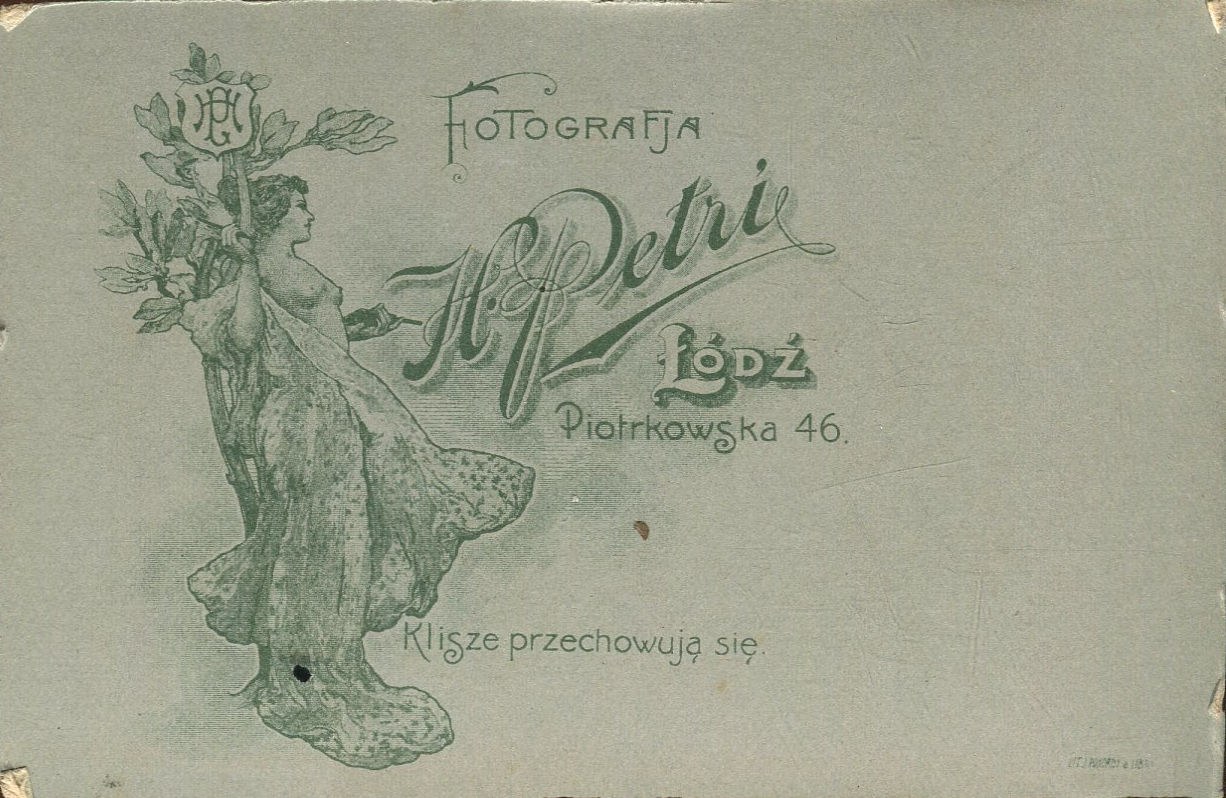 Fotografja
H. Petri
Łódź
Piotrkowska 46.
Klisze przechowują się.